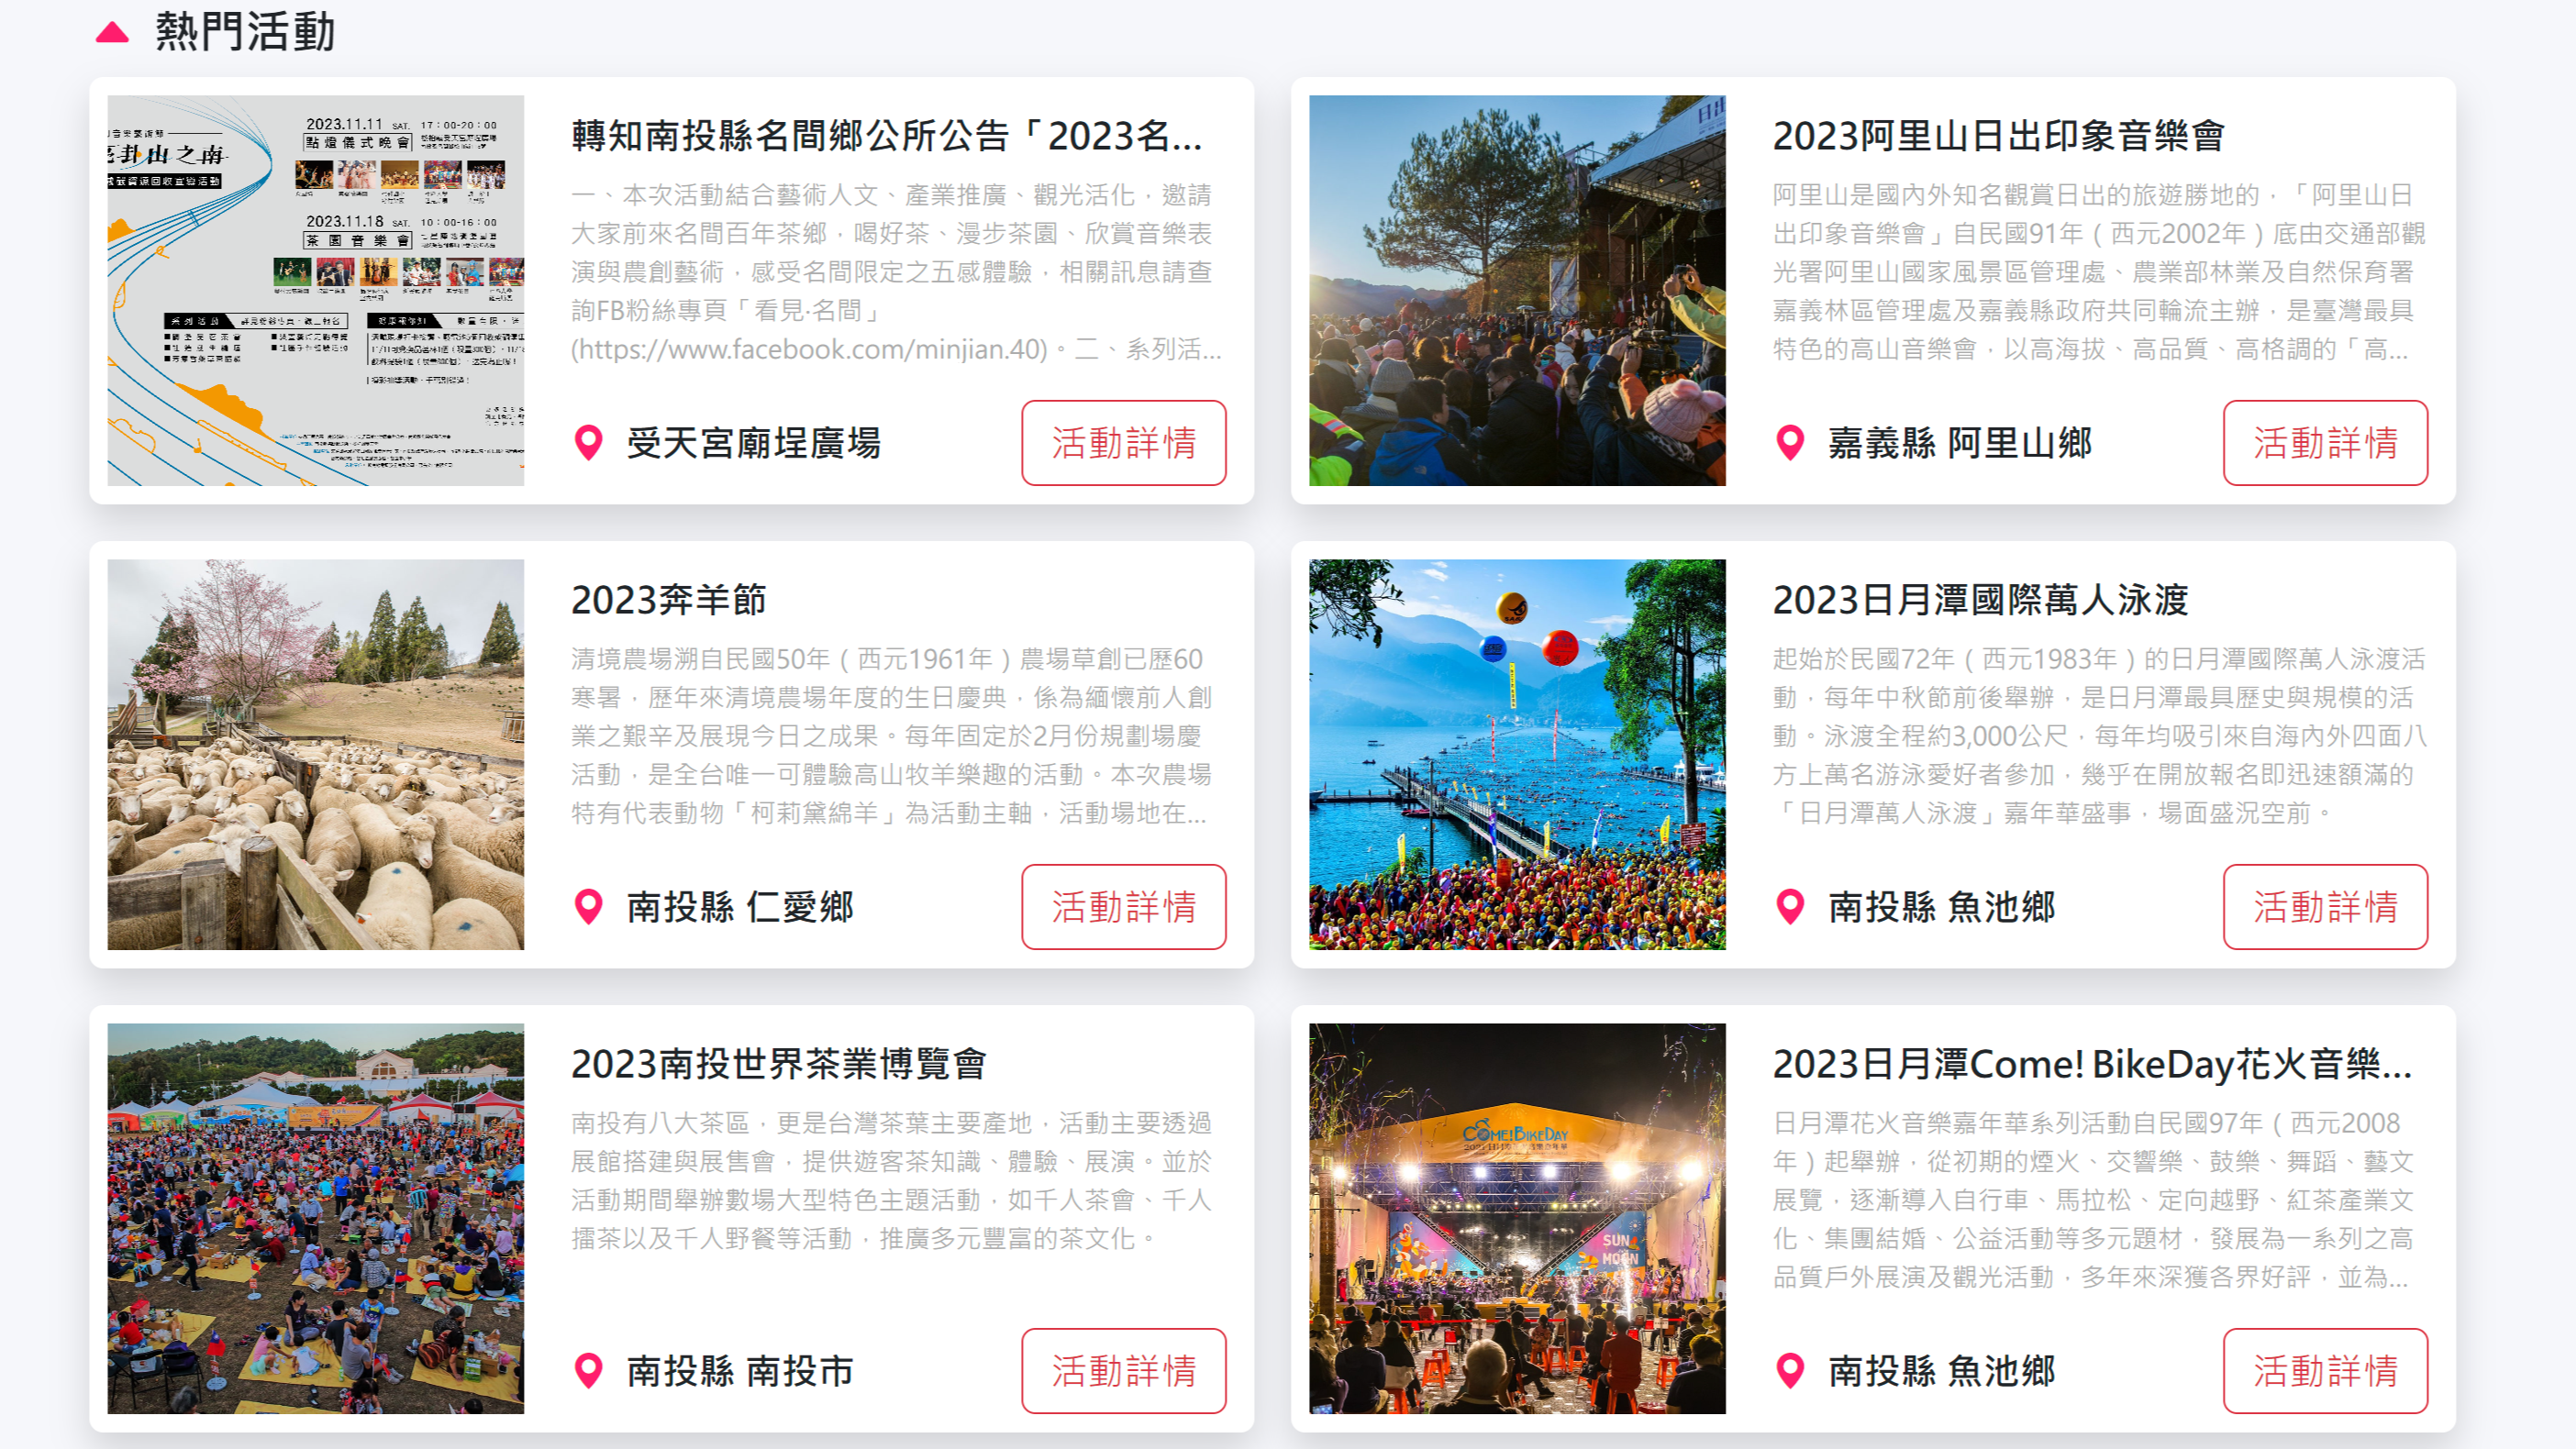 熱門活動
2023.11.11 SAT. 17:00-20:00
點燈儀式晚會
2023.11.18 SAT. 10:00-16:00
茶園音樂會
轉知南投縣名間鄉公所公告「2023名...
一、本次活動結合藝術人文、產業推廣、觀光活化，邀請
大家前來名間百年茶鄉，喝好茶、漫步茶園、欣賞音樂表
演與農創藝術，感受名間限定之五感體驗，相關訊息請查
詢FB粉絲專頁「看見·名間」
(https://www.facebook.com/minjian.40)。二、系列活...
受天宮廟埕廣場
活動詳情
2023阿里山日出印象音樂會
阿里山是國內外知名觀賞日出的旅遊勝地的，「阿里山日
出印象音樂會」自民國91年（西元2002年）底由交通部觀
光署阿里山國家風景區管理處、農業部林業及自然保育署
嘉義林區管理處及嘉義縣政府共同輪流主辦，是臺灣最具
特色的高山音樂會，以高海拔、高品質、高格調的「高...
嘉義縣 阿里山鄉
活動詳情
2023奔羊節
清境農場溯自民國50年（西元1961年）農場草創已歷60
寒暑，歷年來清境農場年度的生日慶典，係為緬懷前人創
業之艱辛及展現今日之成果。每年固定於2月份規劃場慶
活動，是全台唯一可體驗高山牧羊樂趣的活動。本次農場
特有代表動物「柯莉黛綿羊」為活動主軸，活動場地在...
南投縣 仁愛鄉
活動詳情
2023日月潭國際萬人泳渡
起始於民國72年（西元1983年）的日月潭國際萬人泳渡活
動，每年中秋節前後舉辦，是日月潭最具歷史與規模的活
動。泳渡全程約3,000公尺，每年均吸引來自海內外四面八
方上萬名游泳愛好者參加，幾乎在開放報名即迅速額滿的
「日月潭萬人泳渡」嘉年華盛事，場面盛況空前。
南投縣 魚池鄉
活動詳情
2023南投世界茶業博覽會
南投有八大茶區，更是台灣茶葉主要產地，活動主要透過
展館搭建與展售會，提供遊客茶知識、體驗、展演。並於
活動期間舉辦數場大型特色主題活動，如千人茶會、千人
擂茶以及千人野餐等活動，推廣多元豐富的茶文化。
南投縣 南投市
活動詳情
COME!BIKEDAY
SUN
MOON
2023日月潭Come! BikeDay花火音樂...
日月潭花火音樂嘉年華系列活動自民國97年（西元2008
年）起舉辦，從初期的煙火、交響樂、鼓樂、舞蹈、藝文
展覽，逐漸導入自行車、馬拉松、定向越野、紅茶產業文
化、集團結婚、公益活動等多元題材，發展為一系列之高
品質戶外展演及觀光活動，多年來深獲各界好評，並為...
南投縣 魚池鄉
活動詳情